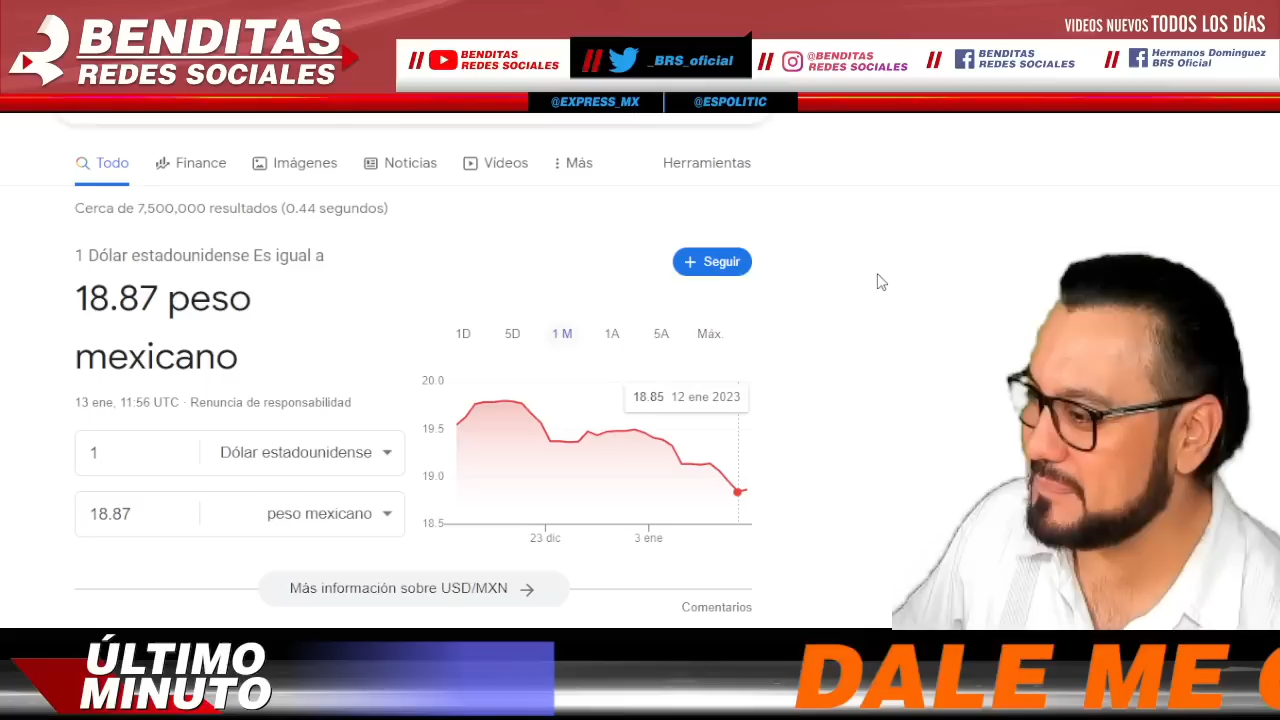 BENDITAS
REDES SOCIALES
VIDEOS NUEVOS TODOS LOS DÍAS
BENDITAS
REDES SOCIALES
_BRS_oficial
@BENDITAS
REDES SOCIALES
BENDITAS
REDES SOCIALES
Hermanos Dominguez
BRS Oficial
@EXPRESS_MX
@ESPOLITIC
Todo
Finance
Imágenes
Noticias
Vídeos
Más
Herramientas
Cerca de 7,500,000 resultados (0.44 segundos)
1 Dólar estadounidense Es igual a
Seguir
18.87 peso
mexicano
13 ene, 11:56 UTC · Renuncia de responsabilidad
1 Dólar estadounidense
18.87 peso mexicano
1D 5D 1 M 1A 5A Máx.
20.0
18.85 12 ene 2023
19.5
19.0
18.5
23 dic 3 ene
Más información sobre USD/MXN
Comentarios
ÚLTIMO
MINUTO
DALE ME